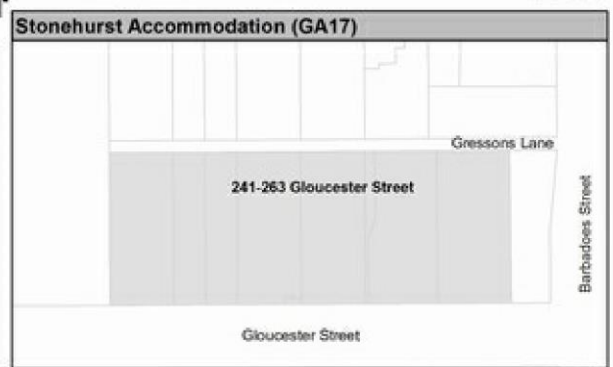 Stonehurst Accommodation (GA17)
Gressons Lane
241-263 Gloucester Street
Barbadoes Street
Gloucester Street